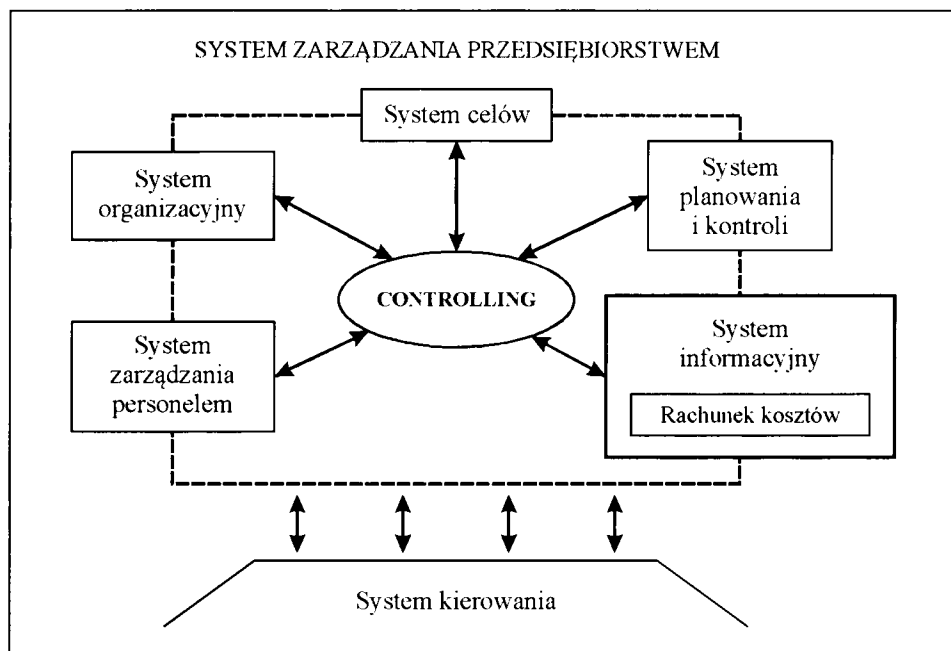 SYSTEM ZARZĄDZANIA PRZEDSIĘBIORSTWEM
System celów
System
organizacyjny
System
planowania
i kontroli
CONTROLLING
System
zarządzania
personelem
System
informacyjny
Rachunek kosztów
System kierowania